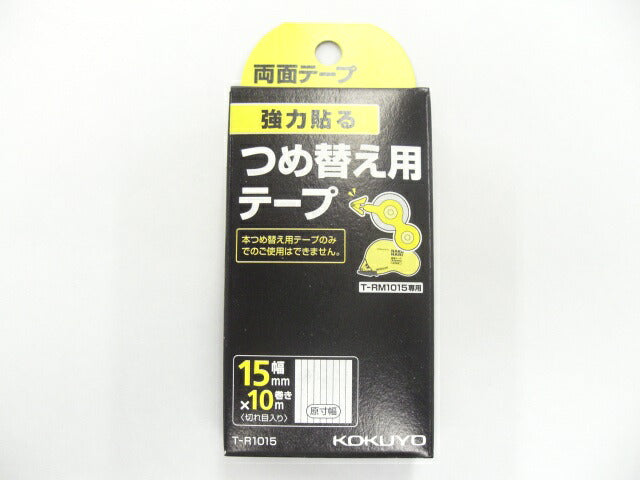 両面テープ
強力貼る
つめ替え用
テープ
本つめ替え用テープのみ
でのご使用はできません。
T-RM1015専用
15mm幅
×10m巻き
〈切れ目入り〉
原寸幅
T-R1015
KOKUYO